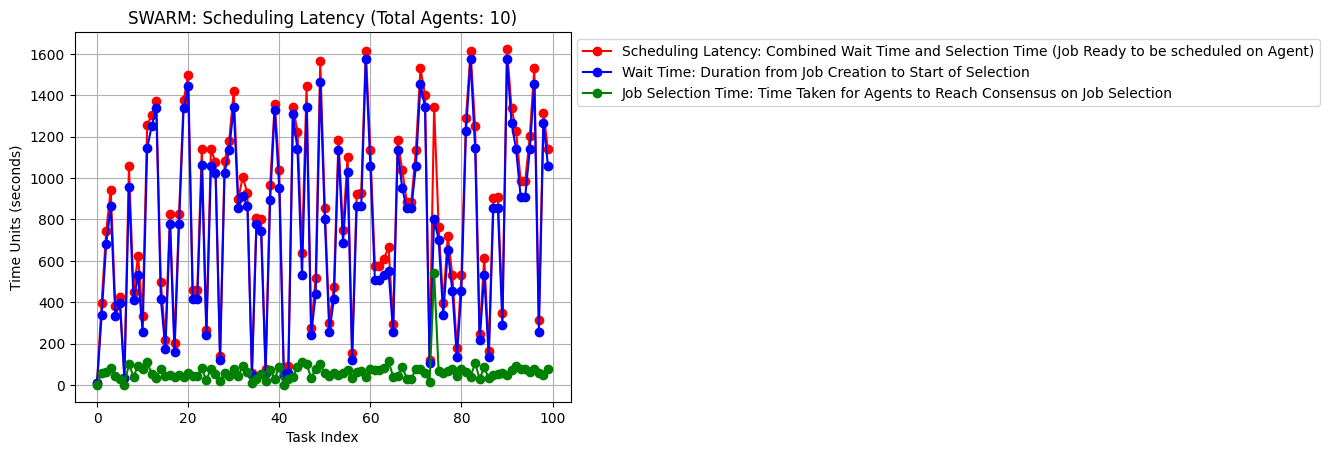 SWARM: Scheduling Latency (Total Agents: 10)
Scheduling Latency: Combined Wait Time and Selection Time (Job Ready to be scheduled on Agent)
Wait Time: Duration from Job Creation to Start of Selection
Job Selection Time: Time Taken for Agents to Reach Consensus on Job Selection
Time Units (seconds)
1600
1400
1200
1000
800
600
400
200
0
0 20 40 60 80 100
Task Index